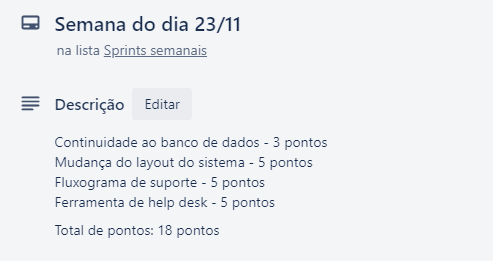 Semana do dia 23/11
na lista Sprints semanais
Descrição Editar
Continuidade ao banco de dados - 3 pontos
Mudança do layout do sistema - 5 pontos
Fluxograma de suporte - 5 pontos
Ferramenta de help desk - 5 pontos
Total de pontos: 18 pontos